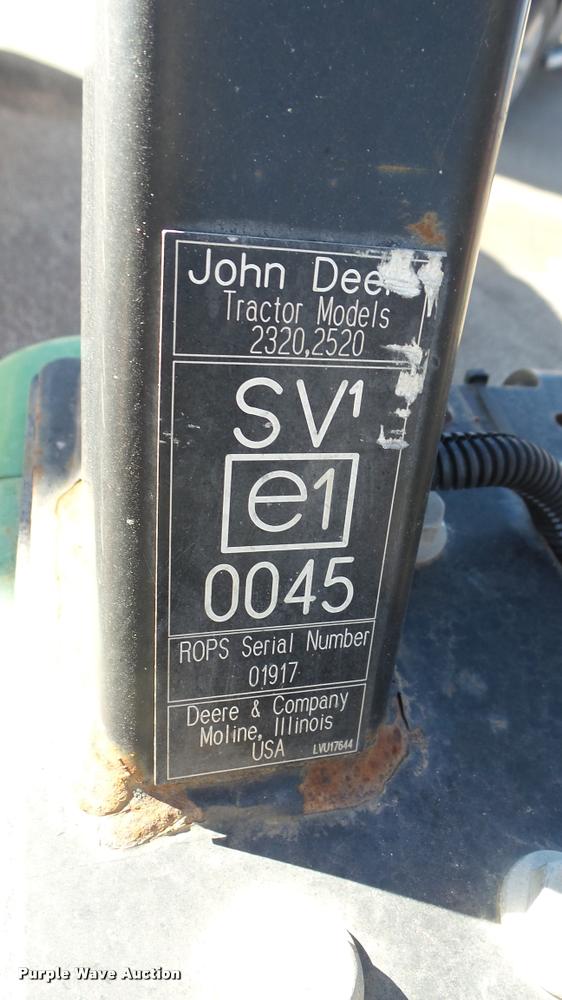 John Deer
Tractor Models
2320,2520
SV1
e1
0045
ROPS Serial Number
01917
Deere & Company
Moline, Illinois
USA LVU17644
Purple Wave Auction